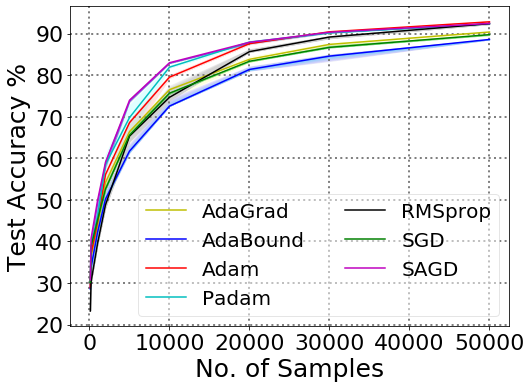 90
80
70
60
50
40
30
20
Test Accuracy %
AdaGrad
AdaBound
Adam
Padam
RMSprop
SGD
SAGD
0 10000 20000 30000 40000 50000
No. of Samples